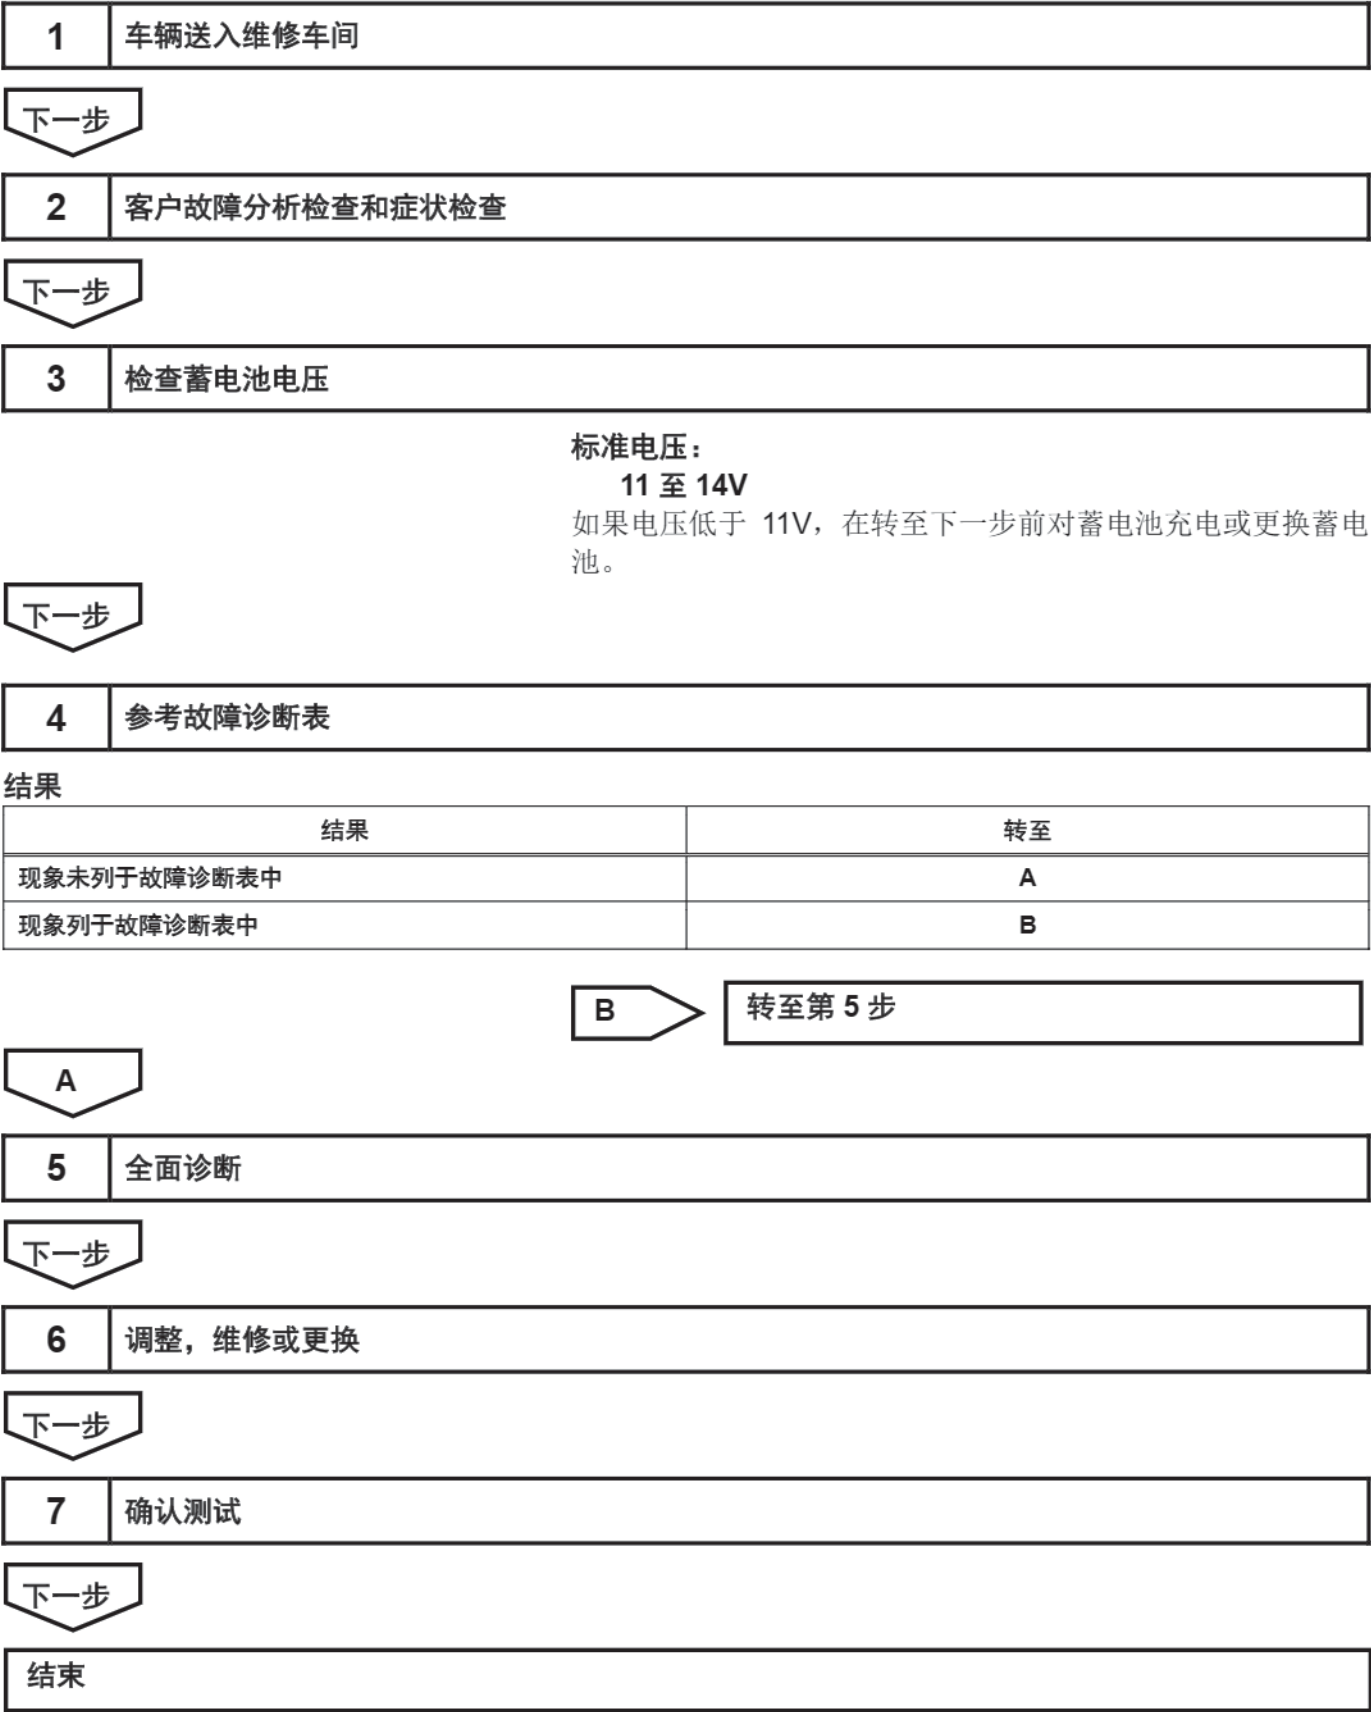 1 车辆送入维修车间
下一步
2 客户故障分析检查和症状检查
下一步
3 检查蓄电池电压
标准电压：
11 至 14V
如果电压低于 11V，在转至下一步前对蓄电池充电或更换蓄电
池。
下一步
4 参考故障诊断表
结果
结果 转至
现象未列于故障诊断表中 A
现象列于故障诊断表中 B
B 转至第 5 步
A
5 全面诊断
下一步
6 调整，维修或更换
下一步
7 确认测试
下一步
结束